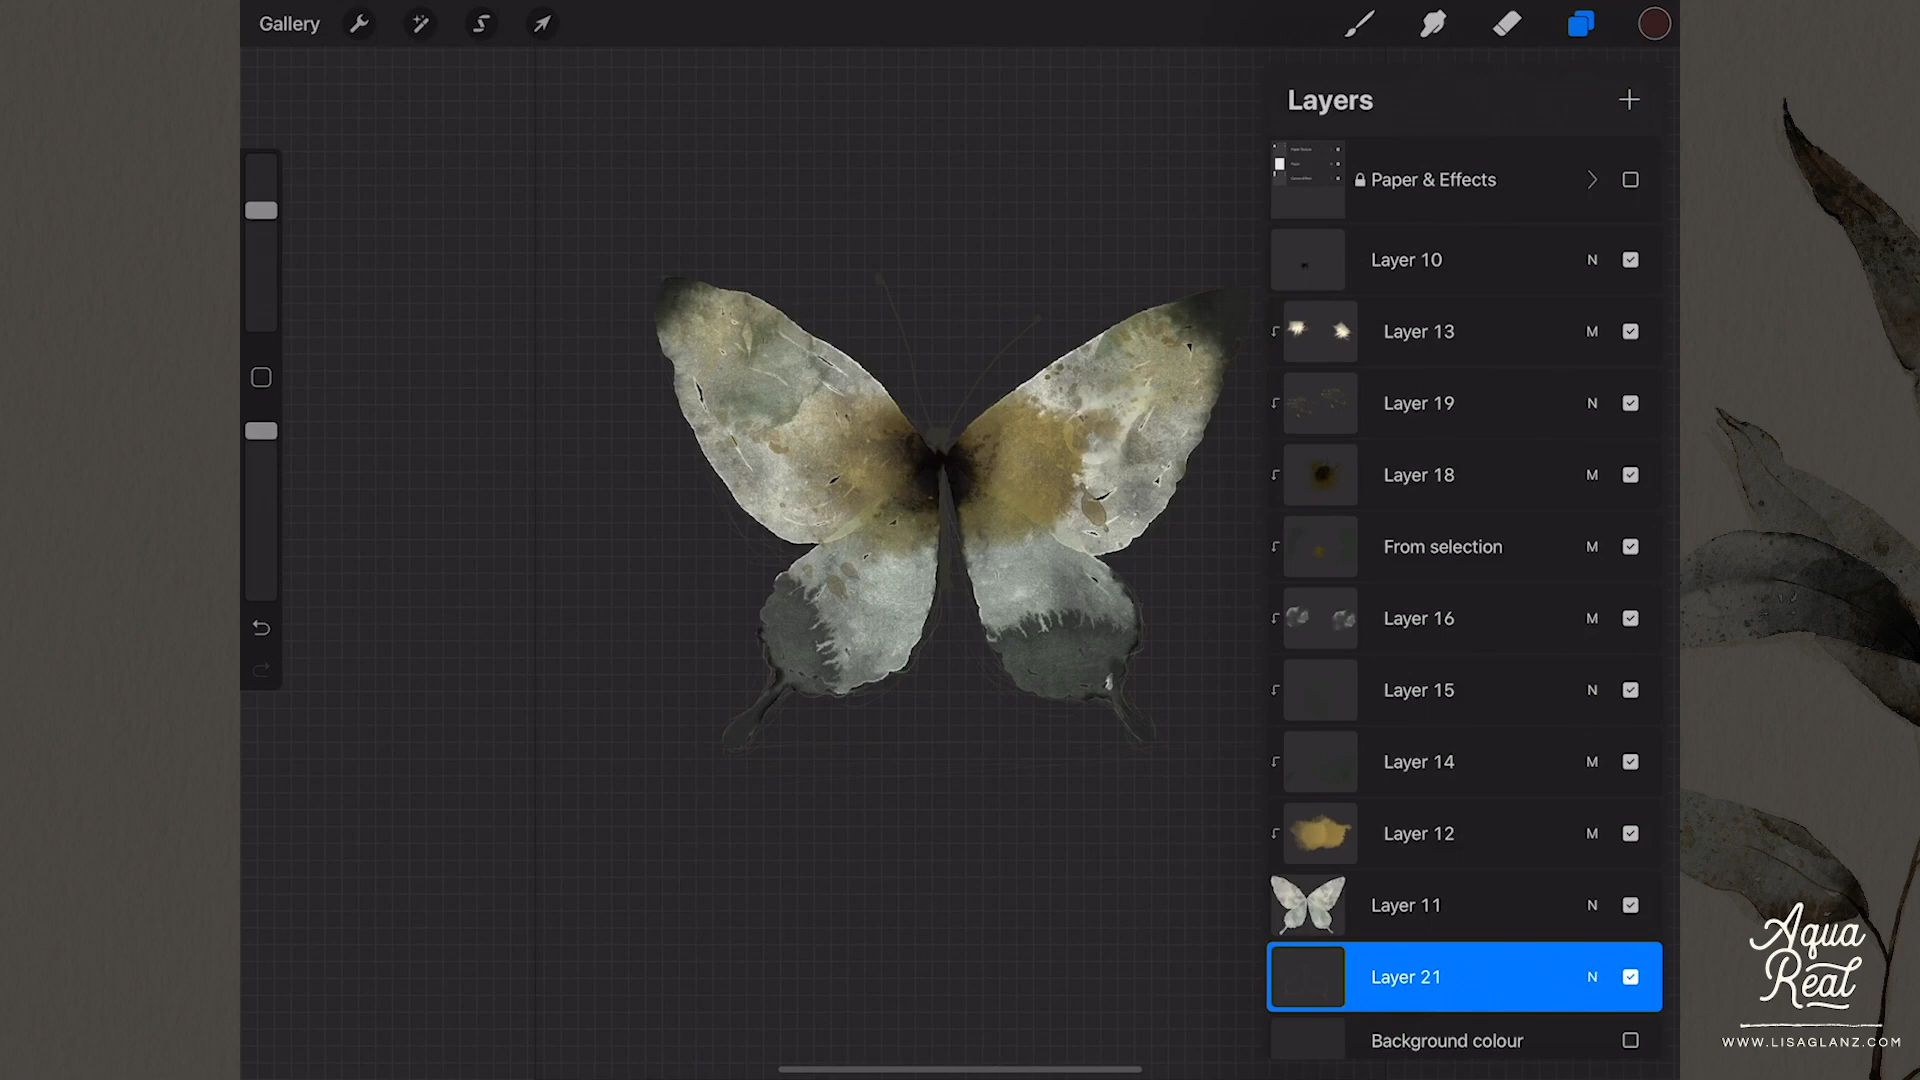 Gallery
Layers
Paper & Effects
Layer 10 N
Layer 13 M
Layer 19 N
Layer 18 M
From selection M
Layer 16 M
Layer 15 N
Layer 14 M
Layer 12 M
Layer 11 N
Layer 21 N
Background colour
Aqua
Real
WWW.LISAGLANZ.COM